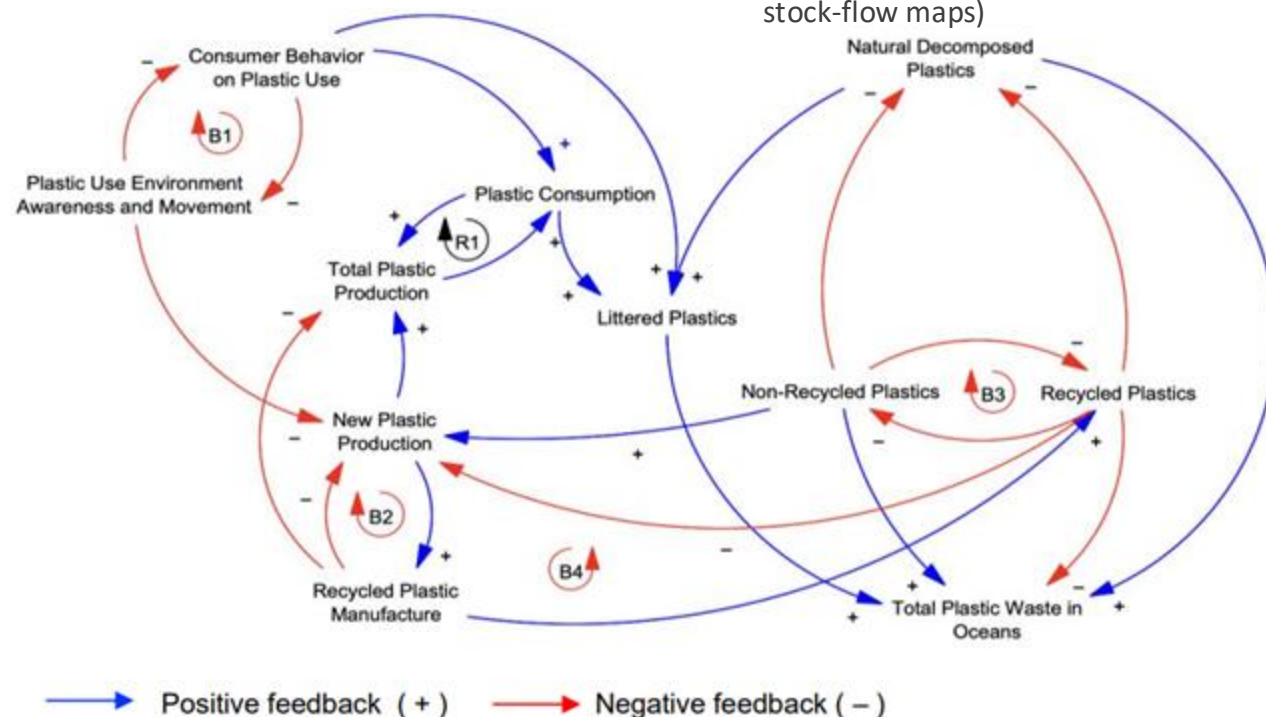 stock-flow maps)
Consumer Behavior
on Plastic Use
Natural Decomposed
Plastics
–
–
–
B1
+
Plastic Use Environment
Awareness and Movement
–
Plastic Consumption
+
R1
+
Total Plastic
Production
+
+
+
–
Littered Plastics
+
–
Non-Recycled Plastics
B3
Recycled Plastics
New Plastic
Production
–
–
+
+
–
B2
–
+
B4
Recycled Plastic
Manufacture
+
–
+
+
Total Plastic Waste in
Oceans
Positive feedback ( + )
Negative feedback ( – )